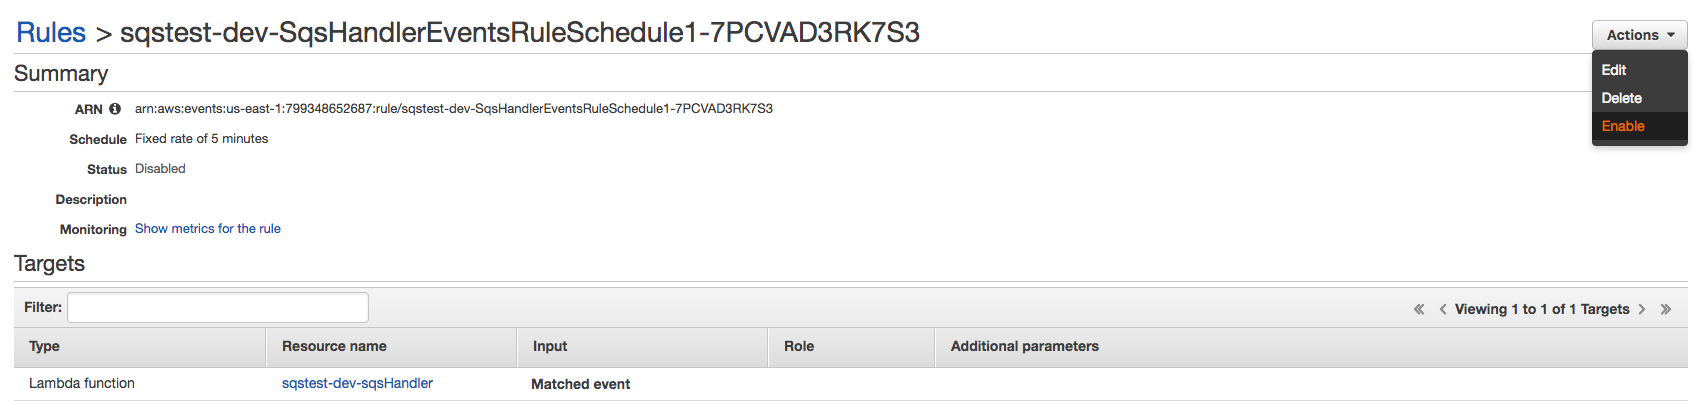 Rules > sqstest-dev-SqsHandlerEventsRuleSchedule1-7PCVAD3RK7S3
Actions
Edit
Delete
Enable
Summary
ARN arn:aws:events:us-east-1:799348652687:rule/sqstest-dev-SqsHandlerEventsRuleSchedule1-7PCVAD3RK7S3
Schedule Fixed rate of 5 minutes
Status Disabled
Description
Monitoring Show metrics for the rule
Targets
Filter: « < Viewing 1 to 1 of 1 Targets > »
Type Resource name Input Role Additional parameters
Lambda function sqstest-dev-sqsHandler Matched event